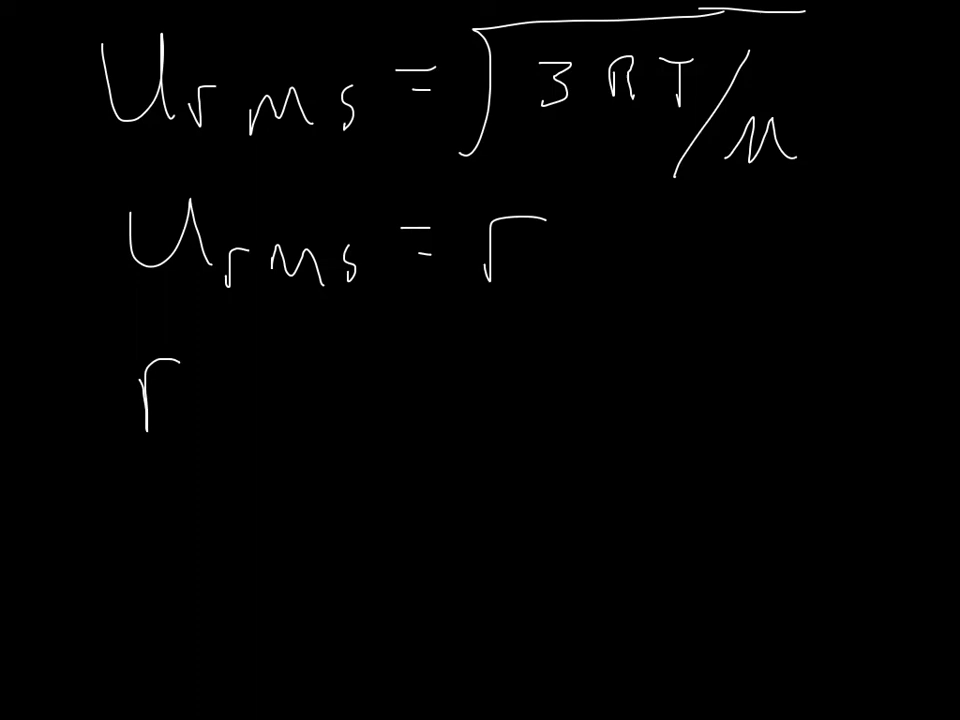 Urms = √3RT/M
Urms = √
r